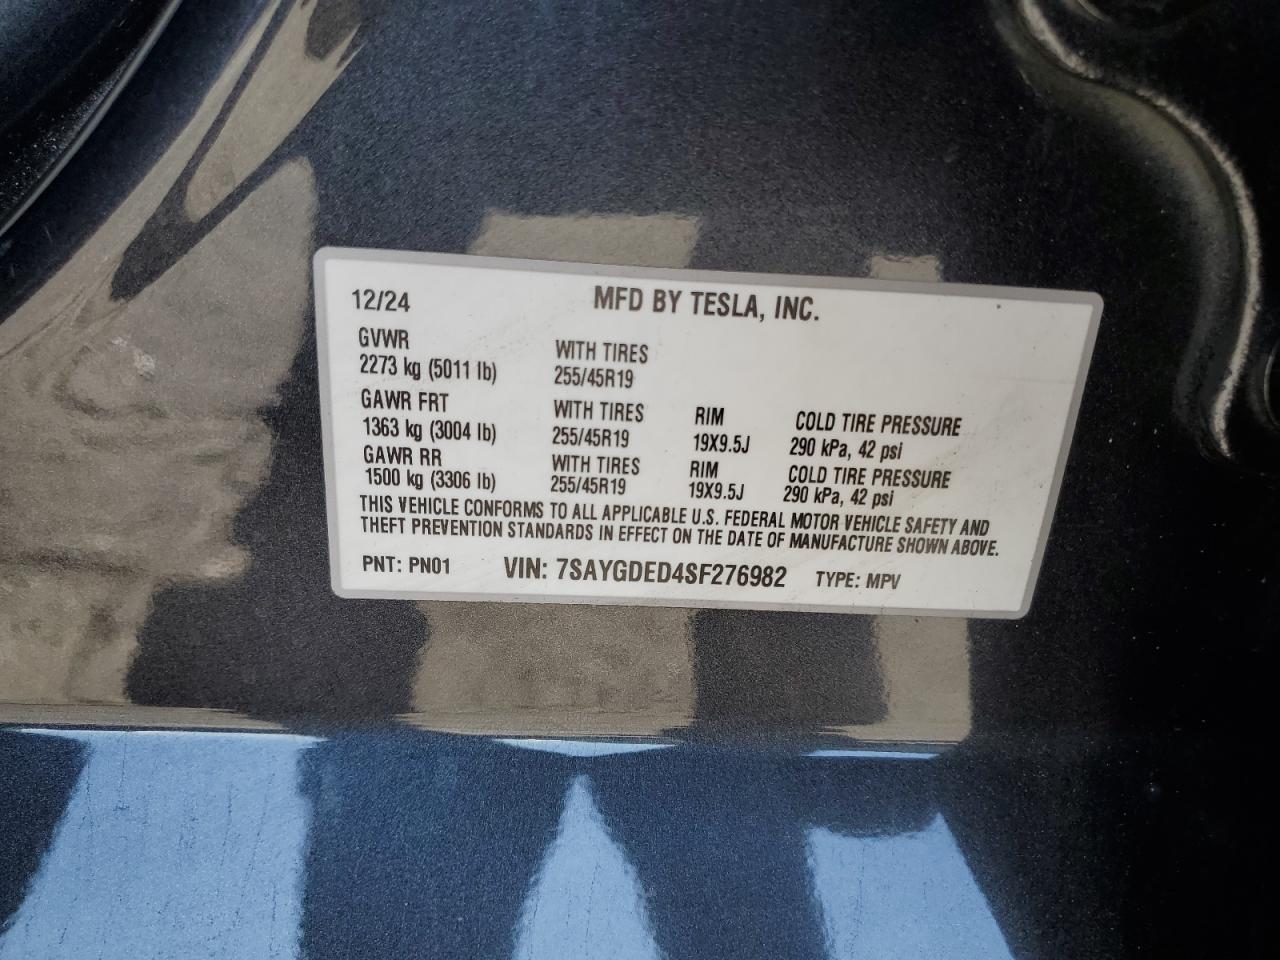 12/24 MFD BY TESLA, INC.
GVWR WITH TIRES
2273 kg (5011 lb) 255/45R19
GAWR FRT WITH TIRES RIM COLD TIRE PRESSURE
1363 kg (3004 lb) 255/45R19 19X9.5J 290 kPa, 42 psi
GAWR RR WITH TIRES RIM COLD TIRE PRESSURE
1500 kg (3306 lb) 255/45R19 19X9.5J 290 kPa, 42 psi
THIS VEHICLE CONFORMS TO ALL APPLICABLE U.S. FEDERAL MOTOR VEHICLE SAFETY AND
THEFT PREVENTION STANDARDS IN EFFECT ON THE DATE OF MANUFACTURE SHOWN ABOVE.
PNT: PN01 VIN: 7SAYGDED4SF276982 TYPE: MPV